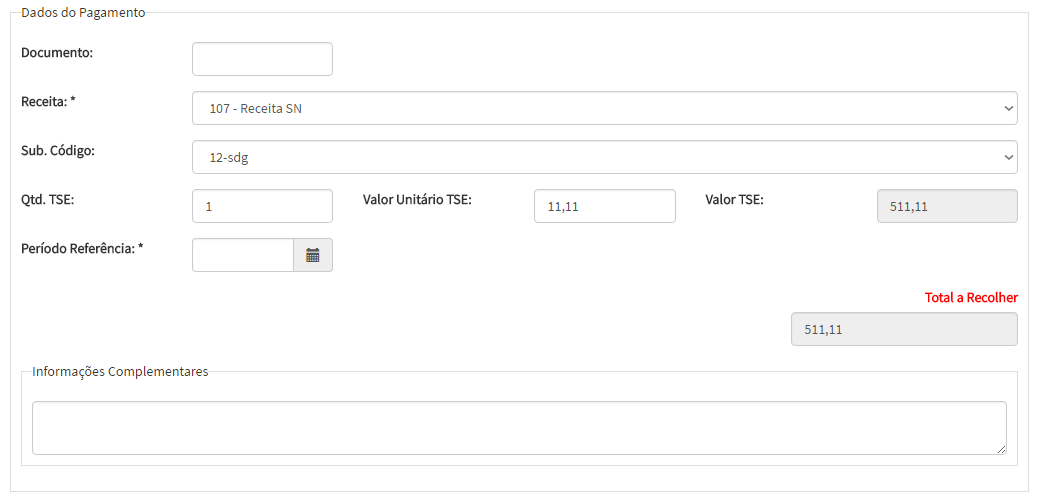 Dados do Pagamento
Documento:
Receita: * 107 - Receita SN
Sub. Código: 12-sdg
Qtd. TSE: 1 Valor Unitário TSE: 11,11 Valor TSE: 511,11
Período Referência: *
Total a Recolher
511,11
Informações Complementares